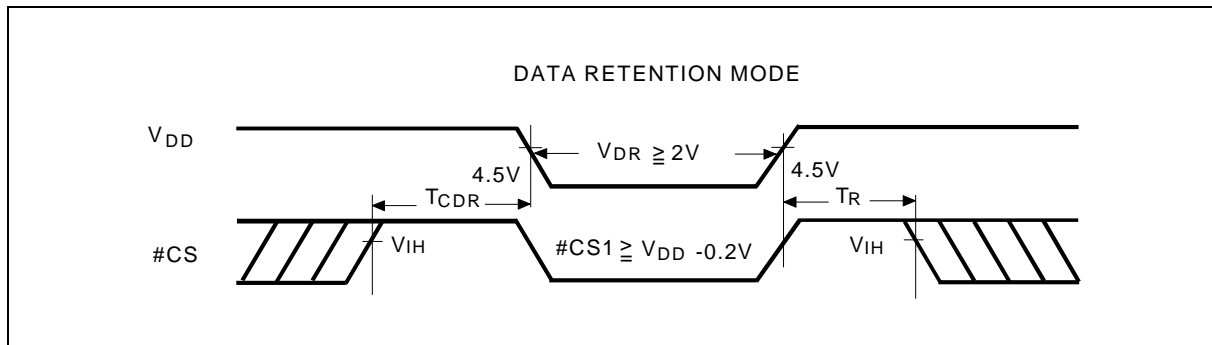 DATA RETENTION MODE
VDD
VDR ≧ 2V
4.5V
4.5V
TCDR
TR
#CS
VIH
#CS1 ≧ VDD -0.2V
VIH